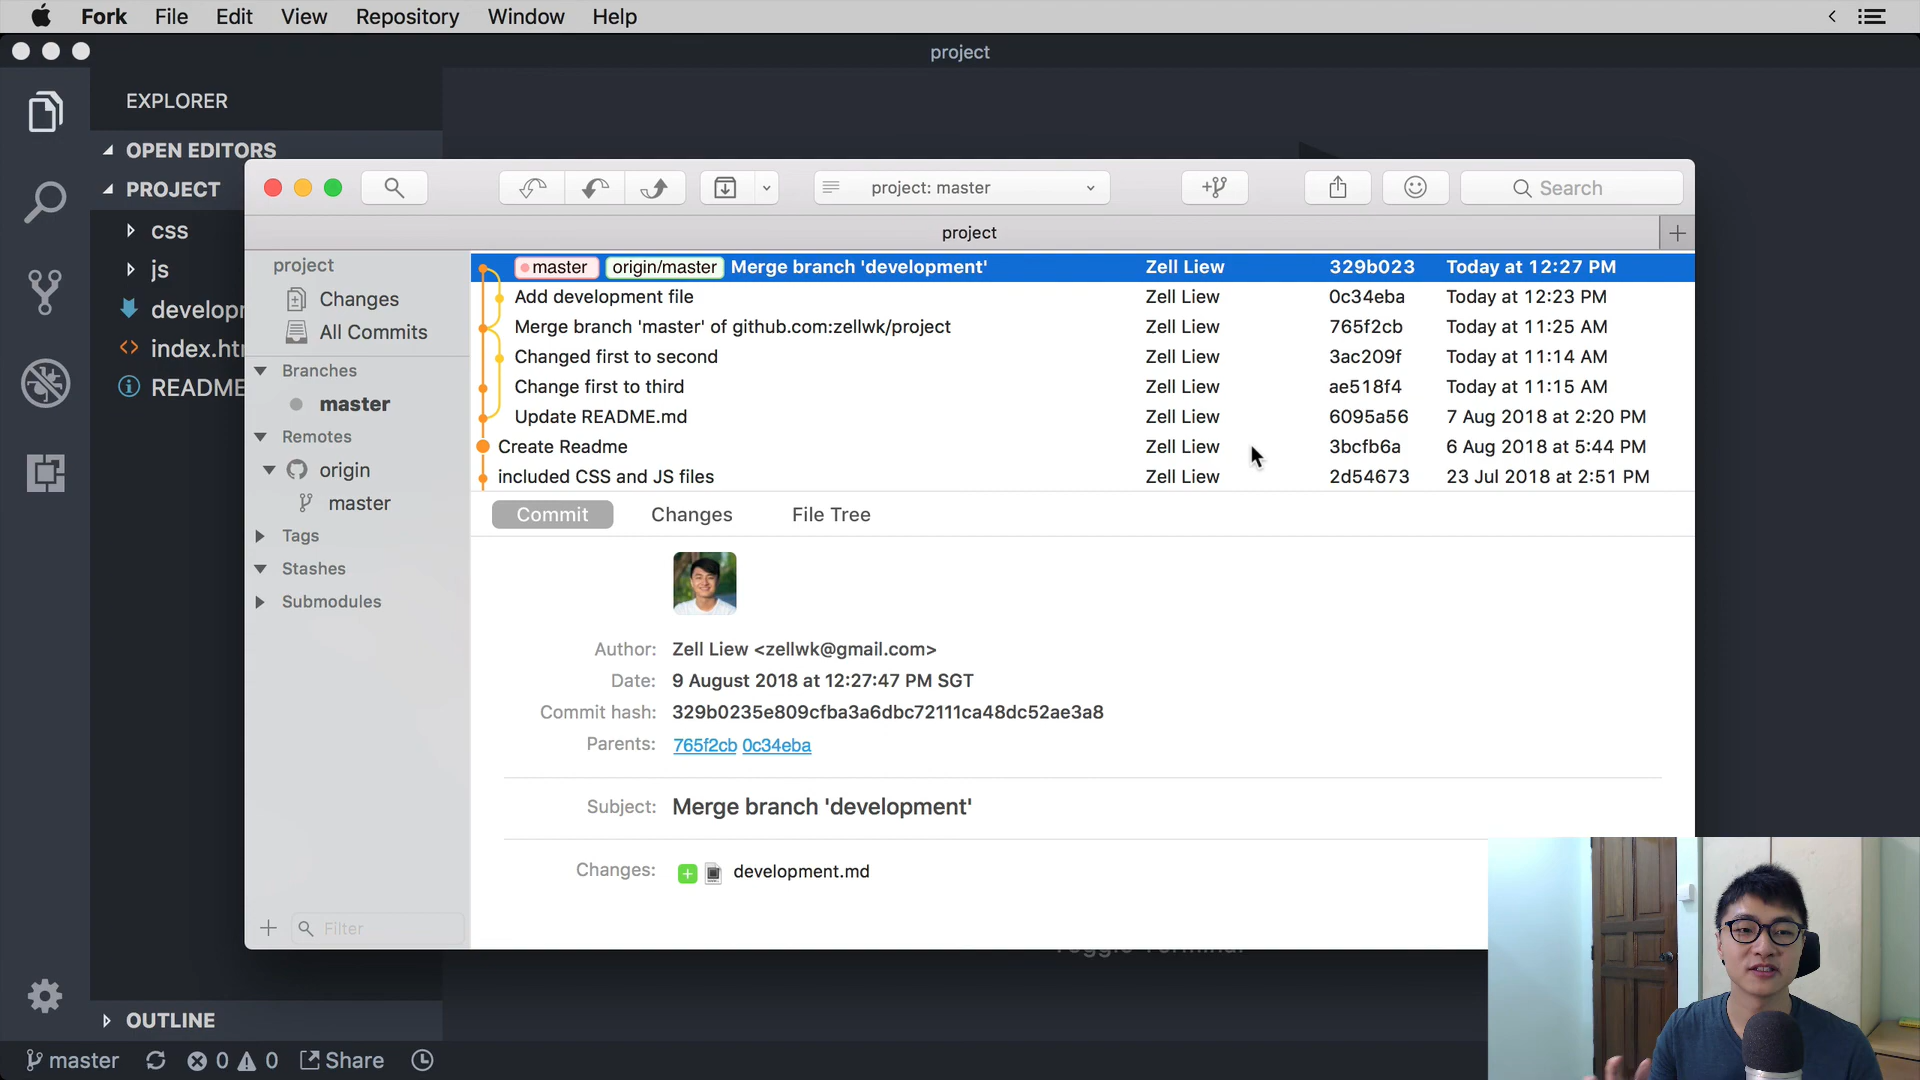 Fork File Edit View Repository Window Help
project
EXPLORER
OPEN EDITORS
PROJECT
css
js
developm
index.htm
README
OUTLINE
master 0 0 Share
project: master
Search
project
project
Changes
All Commits
Branches
master
Remotes
origin
master
Tags
Stashes
Submodules
Filter
master origin/master Merge branch 'development' Zell Liew 329b023 Today at 12:27 PM
Add development file Zell Liew 0c34eba Today at 12:23 PM
Merge branch 'master' of github.com:zellwk/project Zell Liew 765f2cb Today at 11:25 AM
Changed first to second Zell Liew 3ac209f Today at 11:14 AM
Change first to third Zell Liew ae518f4 Today at 11:15 AM
Update README.md Zell Liew 6095a56 7 Aug 2018 at 2:20 PM
Create Readme Zell Liew 3bcfb6a 6 Aug 2018 at 5:44 PM
included CSS and JS files Zell Liew 2d54673 23 Jul 2018 at 2:51 PM
Commit Changes File Tree
Author: Zell Liew <zellwk@gmail.com>
Date: 9 August 2018 at 12:27:47 PM SGT
Commit hash: 329b0235e809cfba3a6dbc72111ca48dc52ae3a8
Parents: 765f2cb 0c34eba
Subject: Merge branch 'development'
Changes: development.md